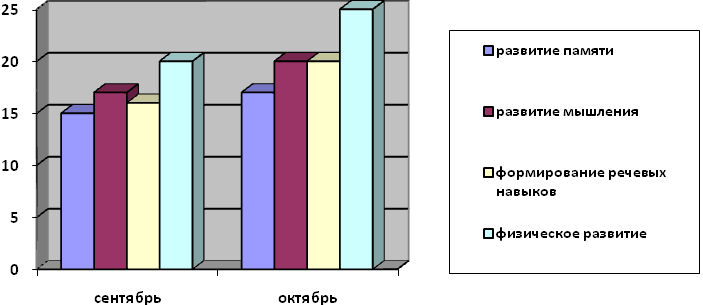 25
20
15
10
5
0
сентябрь
октябрь
развитие памяти
развитие мышления
формирование речевых
навыков
физическое развитие